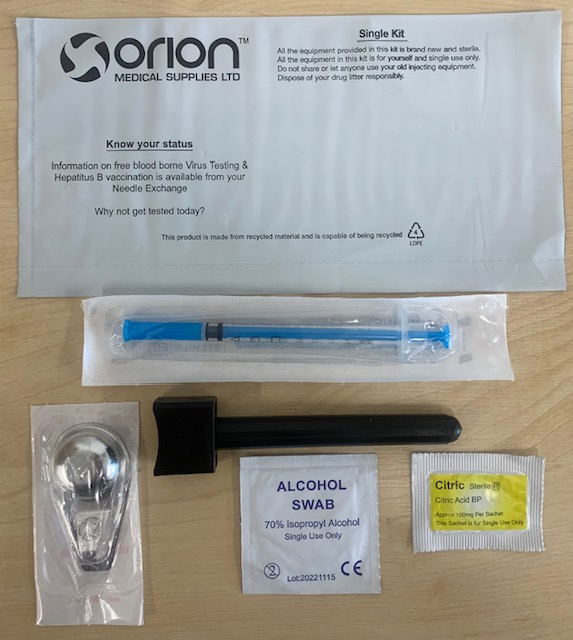 orion™
MEDICAL SUPPLIES LTD
Single Kit
All the equipment provided in this kit is brand new and sterile.
All the equipment in this kit is for yourself and single use only.
Do not share or let anyone use your old injecting equipment.
Dispose of your drug litter responsibly.
Know your status
Information on free blood borne Virus Testing &
Hepatitus B vaccination is available from your
Needle Exchange
Why not get tested today?
This product is made from recycled material and is capable of being recycled
4
LDPE
ALCOHOL
SWAB
70% Isopropyl Alcohol
Single Use Only
2
Lot:20221115
CE
Citric Sterile R
Citric Acid BP
Approx 100mg Per Sachet
This Sachet is for Single Use Only